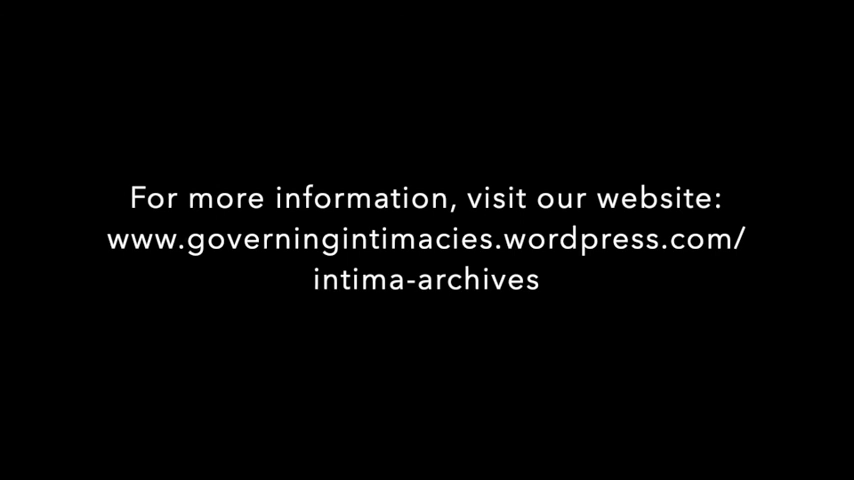 For more information, visit our website:
www.governingintimacies.wordpress.com/
intima-archives